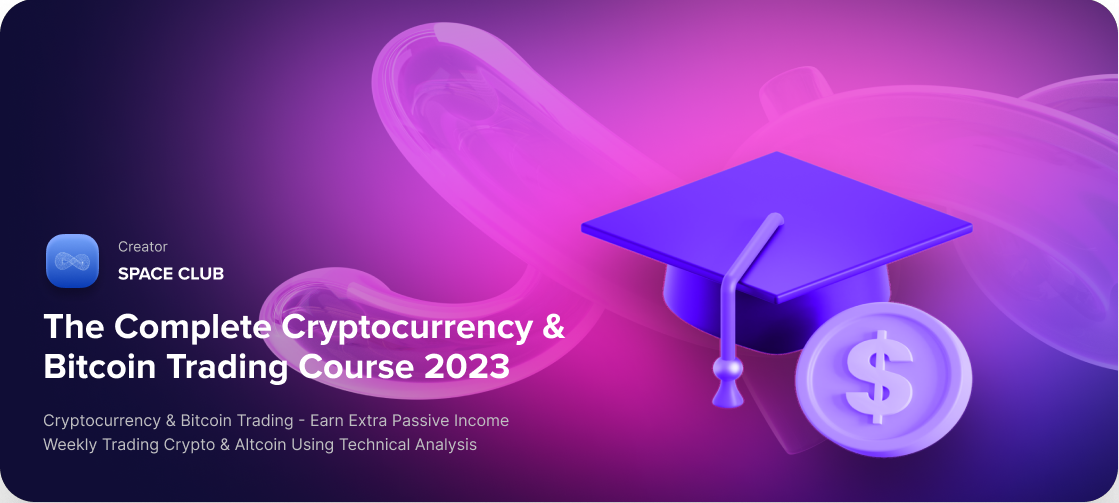 Creator
SPACE CLUB
The Complete Cryptocurrency &
Bitcoin Trading Course 2023
Cryptocurrency & Bitcoin Trading - Earn Extra Passive Income
Weekly Trading Crypto & Altcoin Using Technical Analysis
$